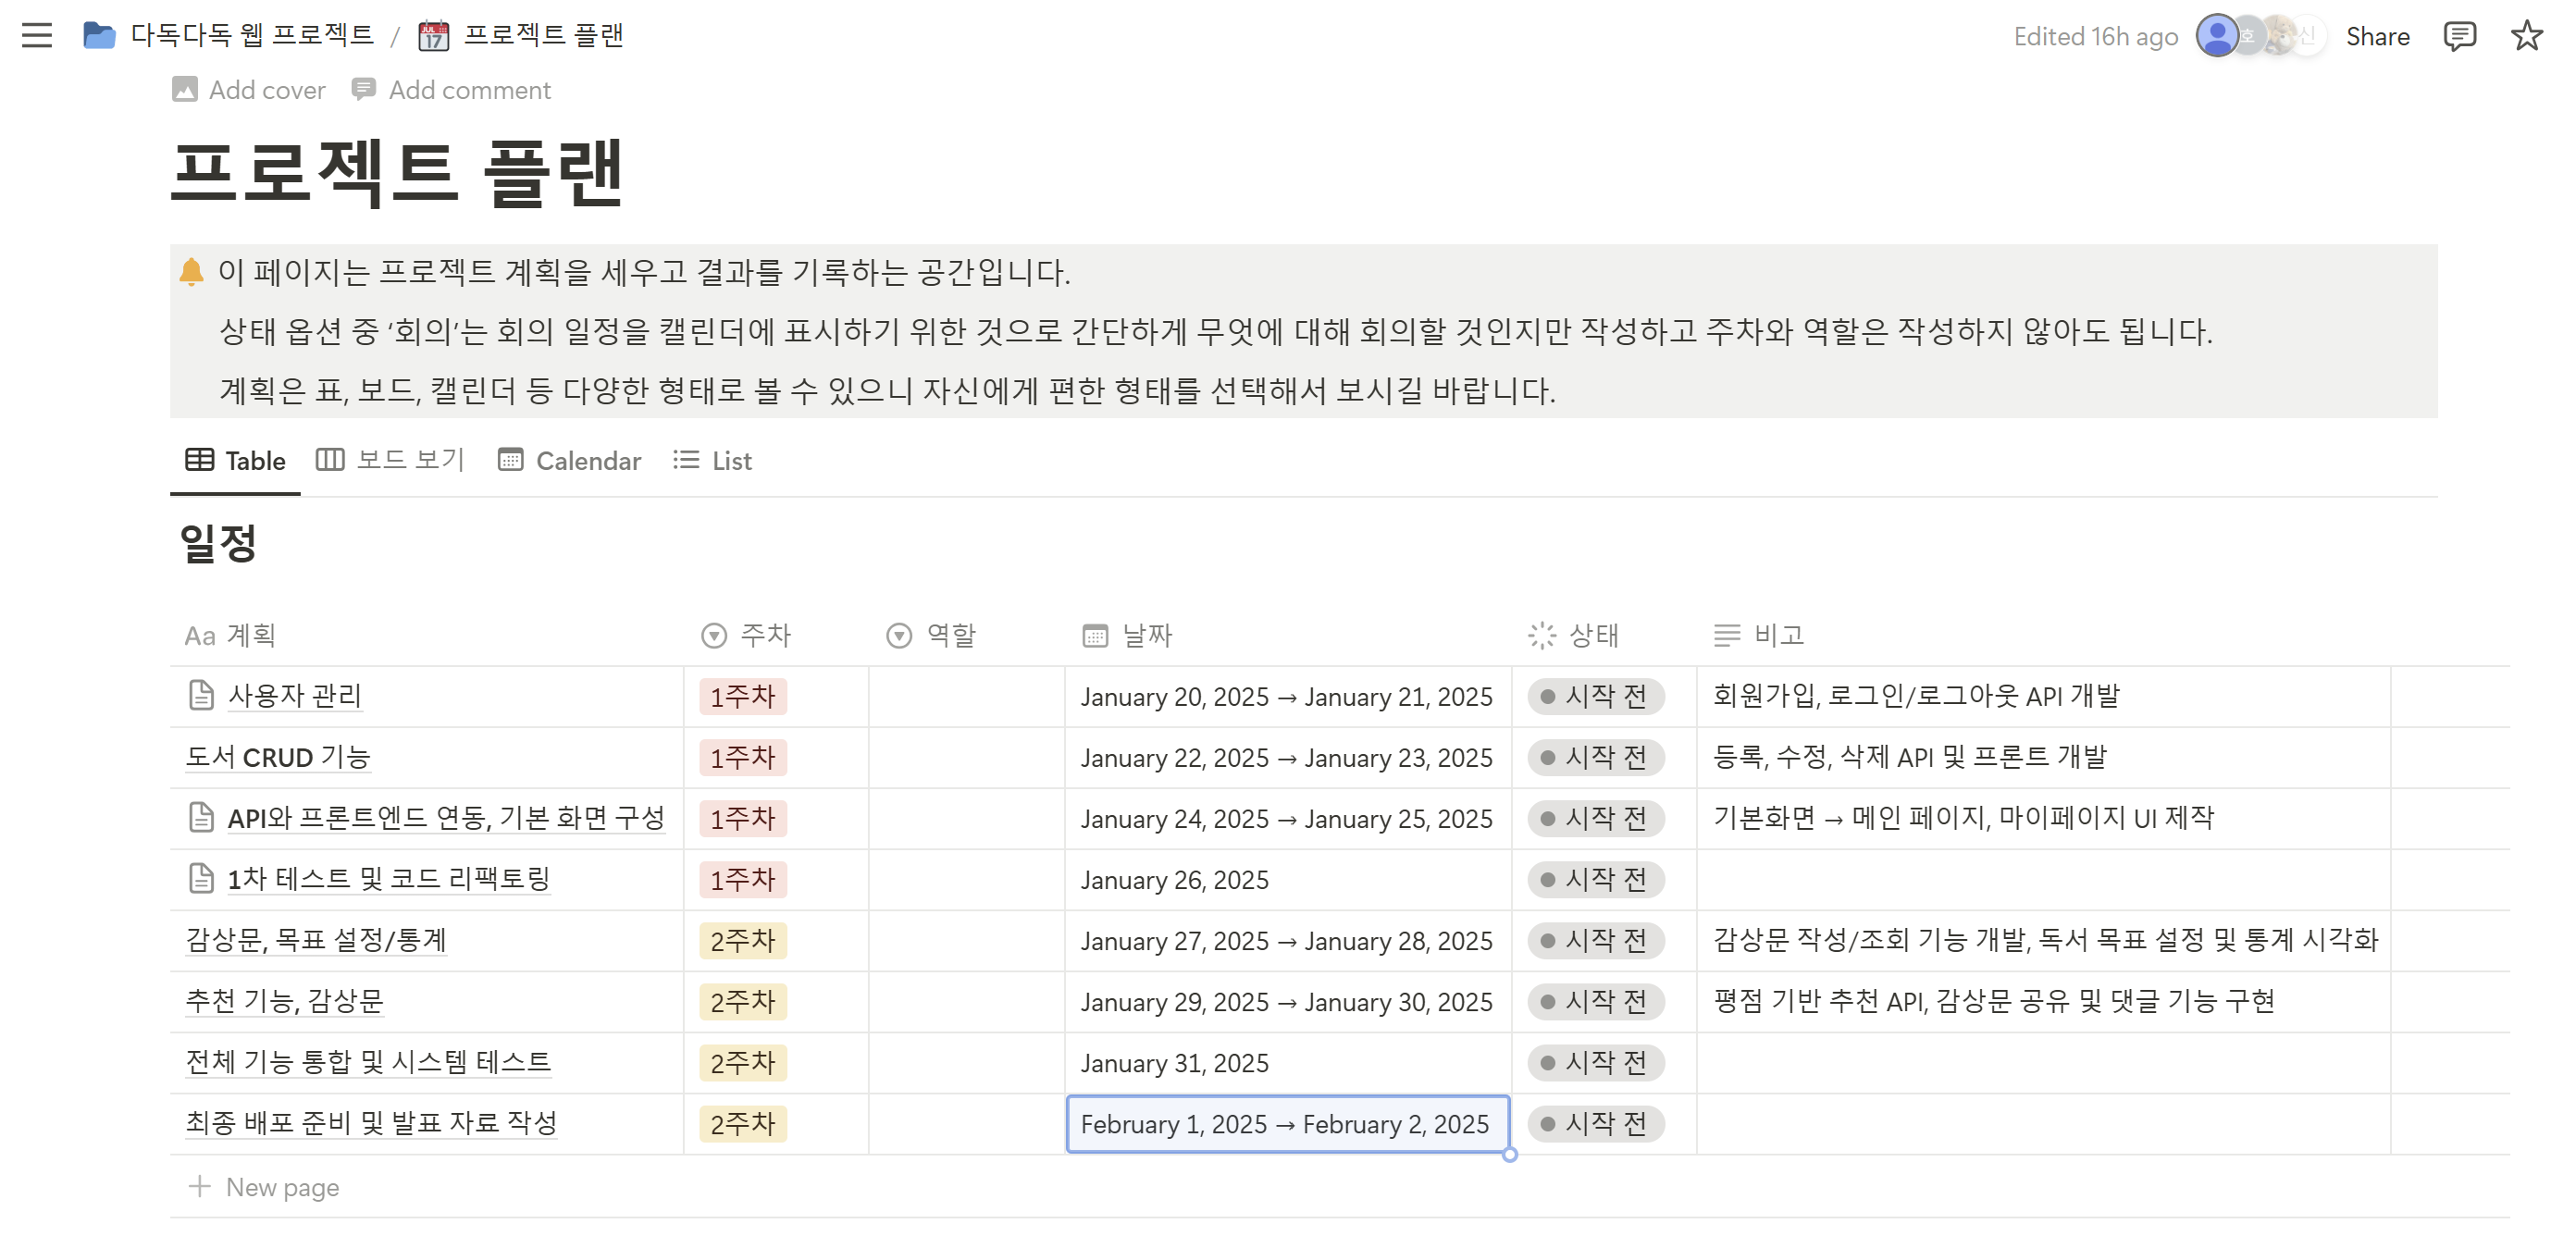 다독다독 웹 프로젝트 / 프로젝트 플랜
Edited 16h ago 호 신 Share
Add cover Add comment
프로젝트 플랜
이 페이지는 프로젝트 계획을 세우고 결과를 기록하는 공간입니다.
상태 옵션 중 ‘회의’는 회의 일정을 캘린더에 표시하기 위한 것으로 간단하게 무엇에 대해 회의할 것인지만 작성하고 주차와 역할은 작성하지 않아도 됩니다.
계획은 표, 보드, 캘린더 등 다양한 형태로 볼 수 있으니 자신에게 편한 형태를 선택해서 보시길 바랍니다.
Table 보드 보기 Calendar List
일정
Aa 계획 주차 역할 날짜 상태 비고
사용자 관리 1주차 January 20, 2025 → January 21, 2025 시작 전 회원가입, 로그인/로그아웃 API 개발
도서 CRUD 기능 1주차 January 22, 2025 → January 23, 2025 시작 전 등록, 수정, 삭제 API 및 프론트 개발
API와 프론트엔드 연동, 기본 화면 구성 1주차 January 24, 2025 → January 25, 2025 시작 전 기본화면 → 메인 페이지, 마이페이지 UI 제작
1차 테스트 및 코드 리팩토링 1주차 January 26, 2025 시작 전
감상문, 목표 설정/통계 2주차 January 27, 2025 → January 28, 2025 시작 전 감상문 작성/조회 기능 개발, 독서 목표 설정 및 통계 시각화
추천 기능, 감상문 2주차 January 29, 2025 → January 30, 2025 시작 전 평점 기반 추천 API, 감상문 공유 및 댓글 기능 구현
전체 기능 통합 및 시스템 테스트 2주차 January 31, 2025 시작 전
최종 배포 준비 및 발표 자료 작성 2주차 February 1, 2025 → February 2, 2025 시작 전
New page